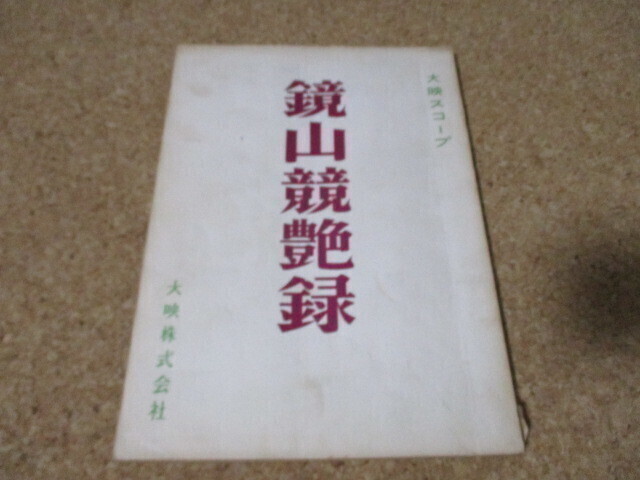 大映スコープ
鏡山競艶録
大映株式会社